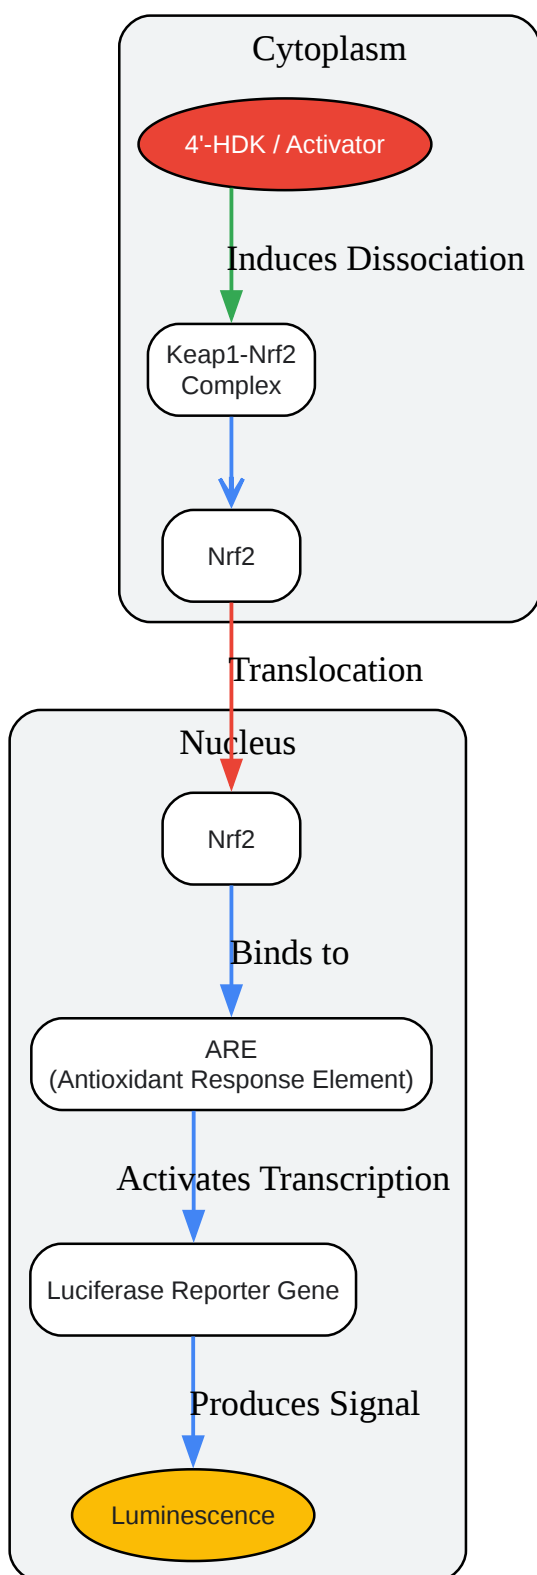 Cytoplasm
4'-HDK / Activator
Induces Dissociation
Keap1-Nrf2
Complex
Nrf2
Translocation
Nucleus
Nrf2
Binds to
ARE
(Antioxidant Response Element)
Activates Transcription
Luciferase Reporter Gene
Produces Signal
Luminescence